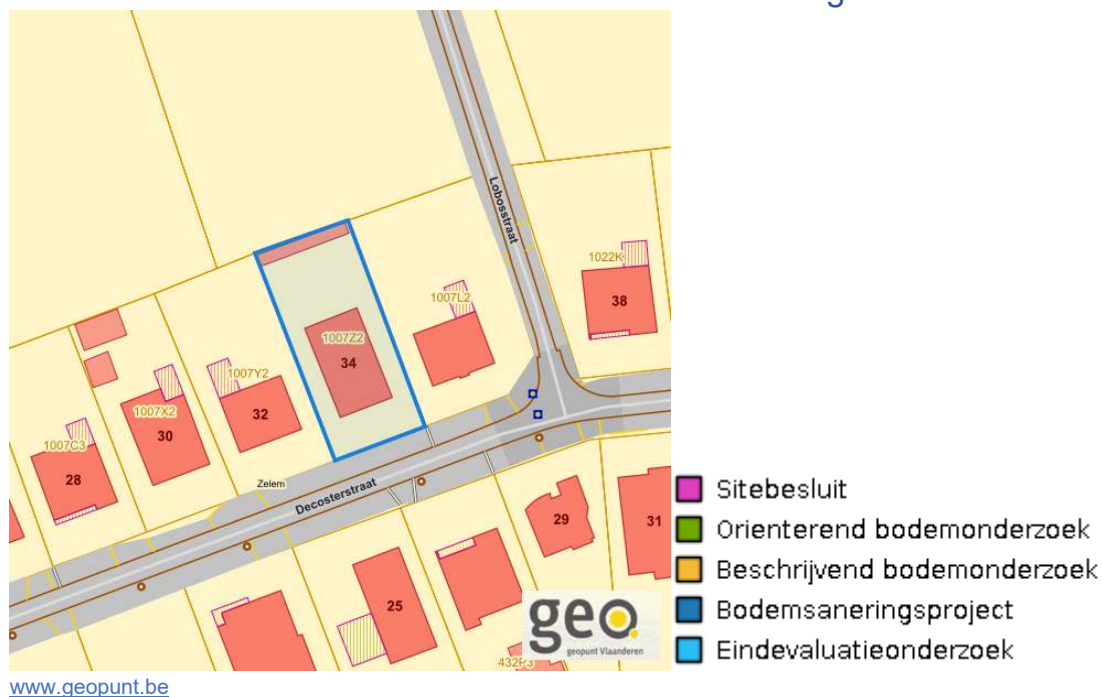 Lobosstraat
1022K
38
1007L2
1007Z2
34
1007Y2
32
1007X2
30
1007C3
28
Zelem
Decosterstraat
29
31
25
432P3
geo.
geopunt Vlaanderen
Sitebesluit
Orienterend bodemonderzoek
Beschrijvend bodemonderzoek
Bodemsaneringsproject
Eindevaluatieonderzoek
www.geopunt.be